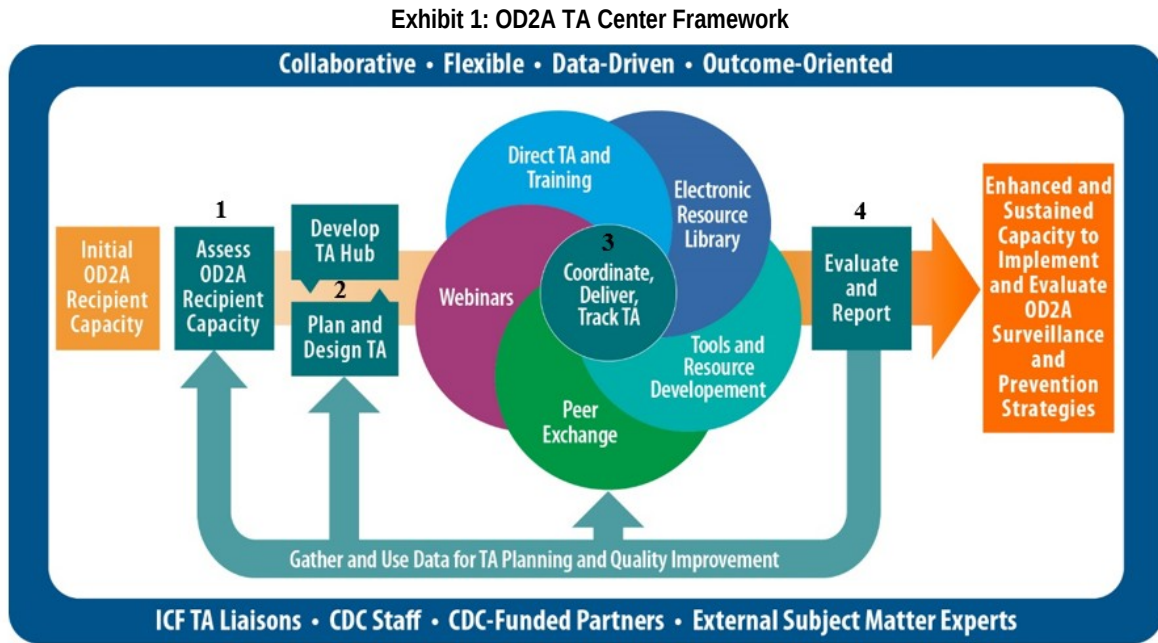 Exhibit 1: OD2A TA Center Framework
Collaborative • Flexible • Data-Driven • Outcome-Oriented
Initial
OD2A
Recipient
Capacity
1
Assess
OD2A
Recipient
Capacity
Develop
TA Hub
2
Plan and
Design TA
Direct TA and
Training
Electronic
Resource
Library
Webinars
3
Coordinate,
Deliver,
Track TA
Tools and
Resource
Developement
Peer
Exchange
4
Evaluate
and
Report
Enhanced and
Sustained
Capacity to
Implement
and Evaluate
OD2A
Surveillance
and
Prevention
Strategies
Gather and Use Data for TA Planning and Quality Improvement
ICF TA Liaisons • CDC Staff • CDC-Funded Partners • External Subject Matter Experts